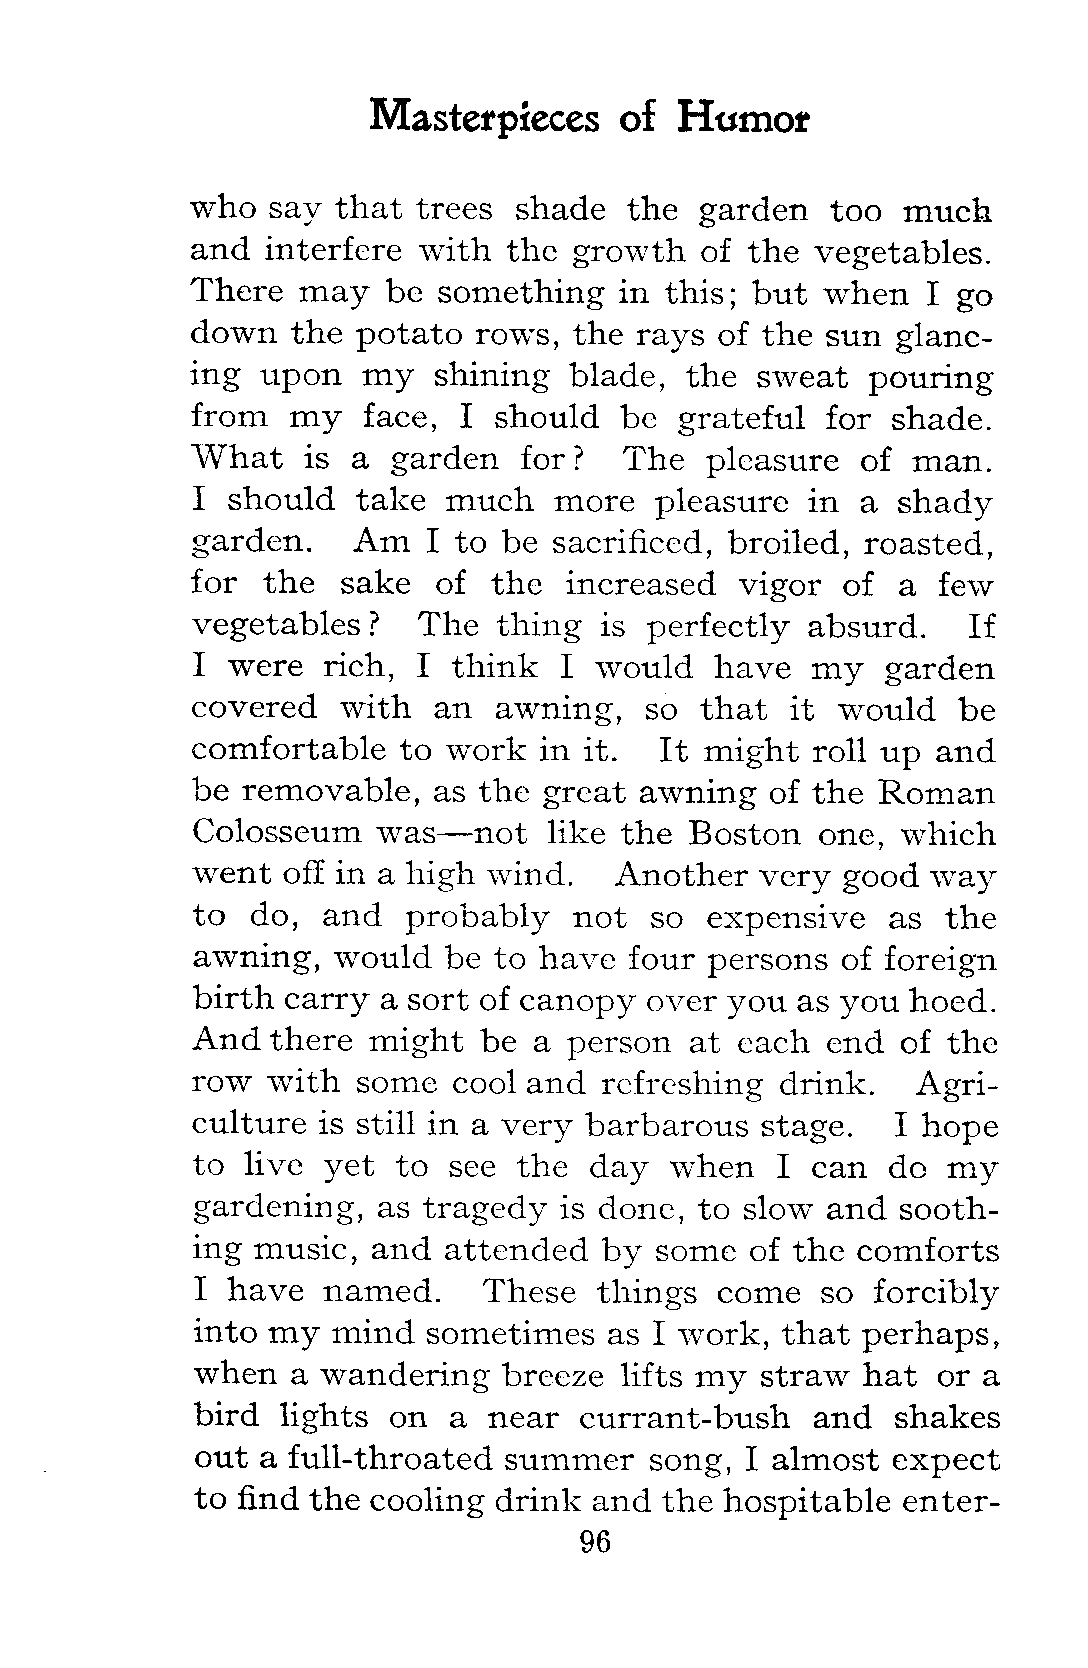 Masterpieces of Humor
who say that trees shade the garden too much
and interfere with the growth of the vegetables.
There may be something in this; but when I go
down the potato rows, the rays of the sun glanc-
ing upon my shining blade, the sweat pouring
from my face, I should be grateful for shade.
What is a garden for? The pleasure of man.
I should take much more pleasure in a shady
garden. Am I to be sacrificed, broiled, roasted,
for the sake of the increased vigor of a few
vegetables? The thing is perfectly absurd. If
I were rich, I think I would have my garden
covered with an awning, so that it would be
comfortable to work in it. It might roll up and
be removable, as the great awning of the Roman
Colosseum was—not like the Boston one, which
went off in a high wind. Another very good way
to do, and probably not so expensive as the
awning, would be to have four persons of foreign
birth carry a sort of canopy over you as you hoed.
And there might be a person at each end of the
row with some cool and refreshing drink. Agri-
culture is still in a very barbarous stage. I hope
to live yet to see the day when I can do my
gardening, as tragedy is done, to slow and sooth-
ing music, and attended by some of the comforts
I have named. These things come so forcibly
into my mind sometimes as I work, that perhaps,
when a wandering breeze lifts my straw hat or a
bird lights on a near currant-bush and shakes
out a full-throated summer song, I almost expect
to find the cooling drink and the hospitable enter-
96